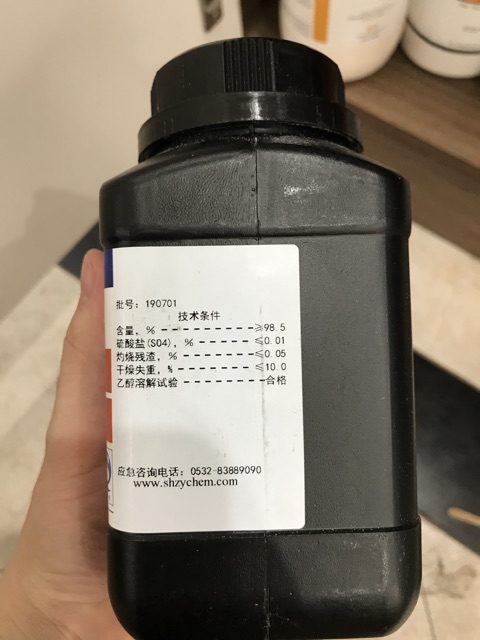 批号：190701
技术条件
含量，% ------------≥98.5
硫酸盐(SO4)，% -----≤0.01
灼烧残渣，% --------≤0.05
干燥失重，% --------≤10.0
乙醇溶解试验 --------合格
应急咨询电话：0532-83889090
www.shzychem.com